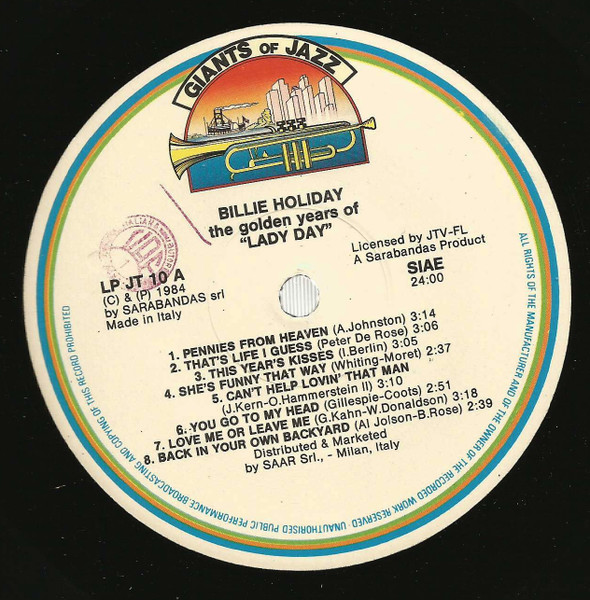 GIANTS OF JAZZ
BILLIE HOLIDAY
the golden years of
"LADY DAY"
LP JT 10 A
(C) & (P) 1984
by SARABANDAS srl
Made in Italy
Licensed by JTV-FL
A Sarabandas Product
SIAE
24:00
1. PENNIES FROM HEAVEN (A.Johnston) 3:14
2. THAT'S LIFE I GUESS (Peter De Rose) 3:06
3. THIS YEAR'S KISSES (I.Berlin) 3:05
4. SHE'S FUNNY THAT WAY (Whiting-Moret) 2:37
5. CAN'T HELP LOVIN' THAT MAN
(J.Kern-O.Hammerstein II) 3:10
6. YOU GO TO MY HEAD (Gillespie-Coots) 2:51
7. LOVE ME OR LEAVE ME (G.Kahn-W.Donaldson) 3:18
8. BACK IN YOUR OWN BACKYARD (Al Jolson-B.Rose) 2:39
Distributed & Marketed
by SAAR Srl., - Milan, Italy
ALL RIGHTS OF THE MANUFACTURER AND OF THE OWNER OF THE RECORDED WORK RESERVED UNAUTHORISED PUBLIC PERFORMANCE BROADCASTING AND COPYING OF THIS RECORD PROHIBITED